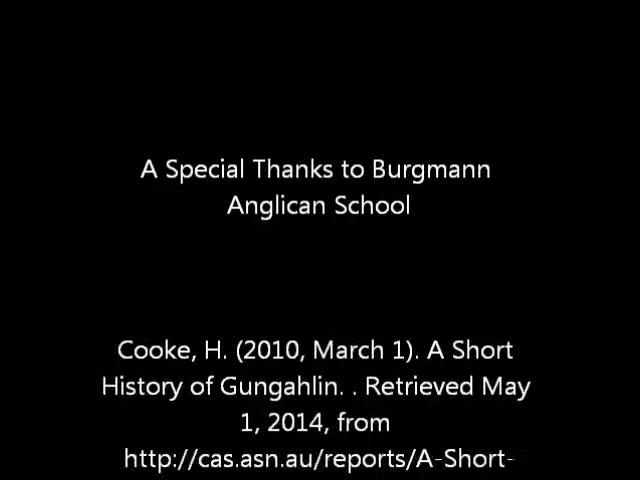 A Special Thanks to Burgmann
Anglican School
Cooke, H. (2010, March 1). A Short
History of Gungahlin. . Retrieved May
1, 2014, from
http://cas.asn.au/reports/A-Short-